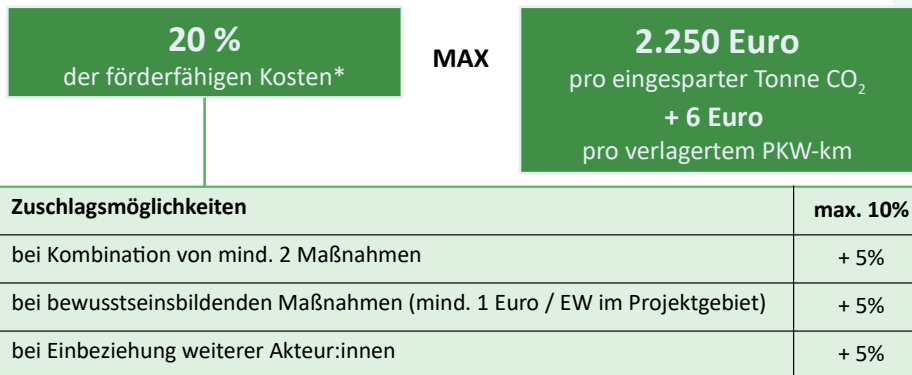 20 %
der förderfähigen Kosten*
MAX
2.250 Euro
pro eingesparter Tonne CO₂
+ 6 Euro
pro verlagertem PKW-km
Zuschlagsmöglichkeiten max. 10%
bei Kombination von mind. 2 Maßnahmen + 5%
bei bewusstseinsbildenden Maßnahmen (mind. 1 Euro / EW im Projektgebiet) + 5%
bei Einbeziehung weiterer Akteur:innen + 5%